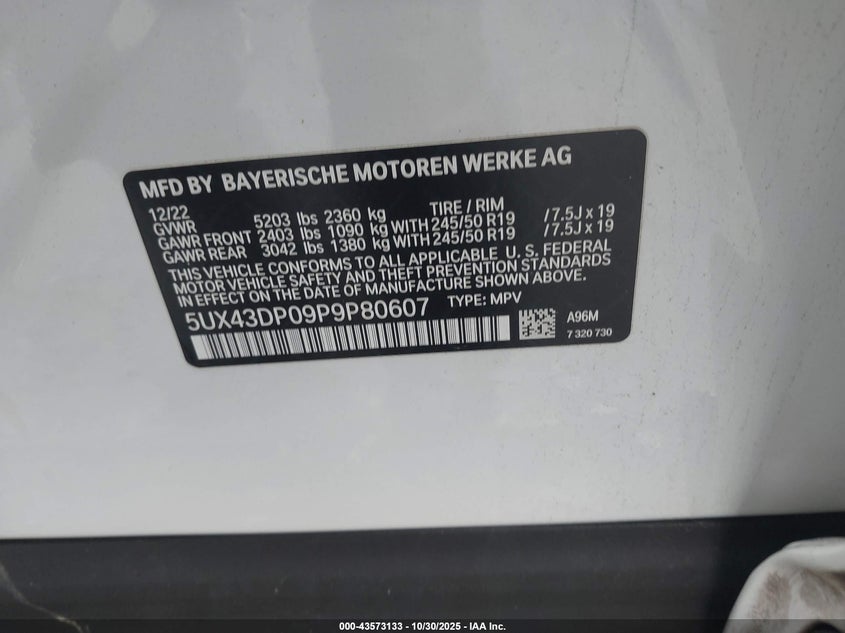 MFD BY BAYERISCHE MOTOREN WERKE AG
12/22 TIRE / RIM
GVWR 5203 lbs 2360 kg
GAWR FRONT 2403 lbs 1090 kg WITH 245/50 R19 / 7.5J x 19
GAWR REAR 3042 lbs 1380 kg WITH 245/50 R19 / 7.5J x 19
THIS VEHICLE CONFORMS TO ALL APPLICABLE U. S. FEDERAL
MOTOR VEHICLE SAFETY AND THEFT PREVENTION STANDARDS
IN EFFECT ON THE DATE OF MANUFACTURE SHOWN ABOVE.
5UX43DP09P9P80607 TYPE: MPV
A96M
7 320 730
000-43573133 - 10/30/2025 - IAA Inc.